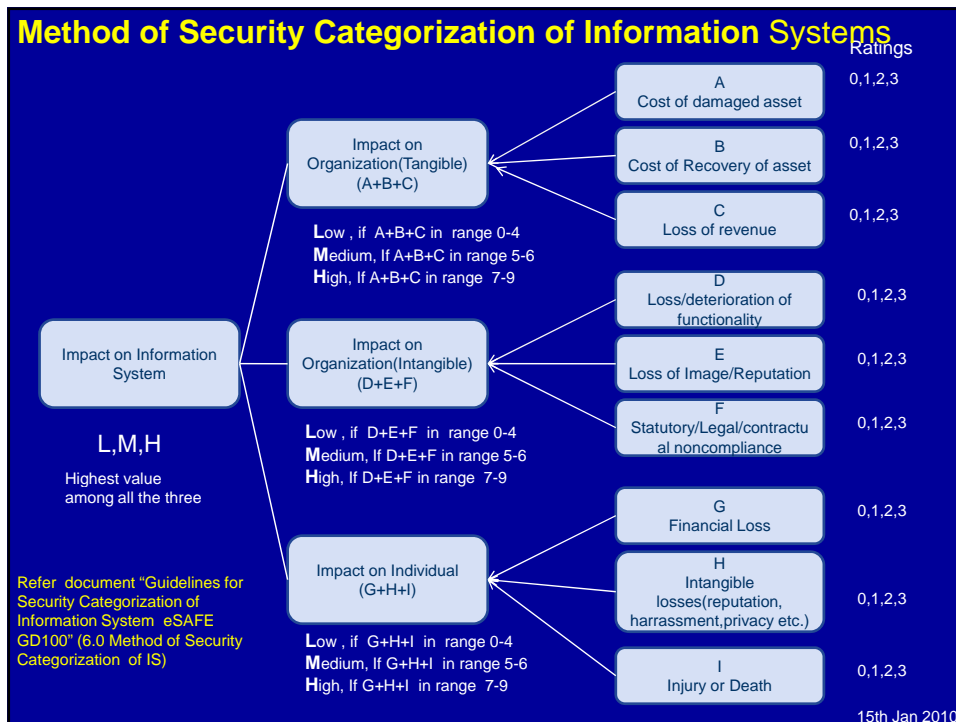 Method of Security Categorization of Information Systems
Ratings
A
Cost of damaged asset
0,1,2,3
B
Cost of Recovery of asset
0,1,2,3
C
Loss of revenue
0,1,2,3
Impact on
Organization(Tangible)
(A+B+C)
Low , if  A+B+C in  range 0-4
Medium, If A+B+C in range 5-6
High, If A+B+C in range  7-9
D
Loss/deterioration of
functionality
0,1,2,3
E
Loss of Image/Reputation
0,1,2,3
F
Statutory/Legal/contractu
al noncompliance
0,1,2,3
Impact on
Organization(Intangible)
(D+E+F)
Low , if  D+E+F  in  range 0-4
Medium, If D+E+F in range 5-6
High, If D+E+F in range  7-9
Impact on Information
System
L,M,H
Highest value
among all the three
G
Financial Loss
0,1,2,3
H
Intangible
losses(reputation,
harrassment,privacy etc.)
0,1,2,3
I
Injury or Death
0,1,2,3
Impact on Individual
(G+H+I)
Low , if  G+H+I  in  range 0-4
Medium, If G+H+I  in range 5-6
High, If G+H+I  in range  7-9
Refer  document “Guidelines for
Security Categorization of
Information System  eSAFE
GD100” (6.0 Method of Security
Categorization  of IS)
15th Jan 2010